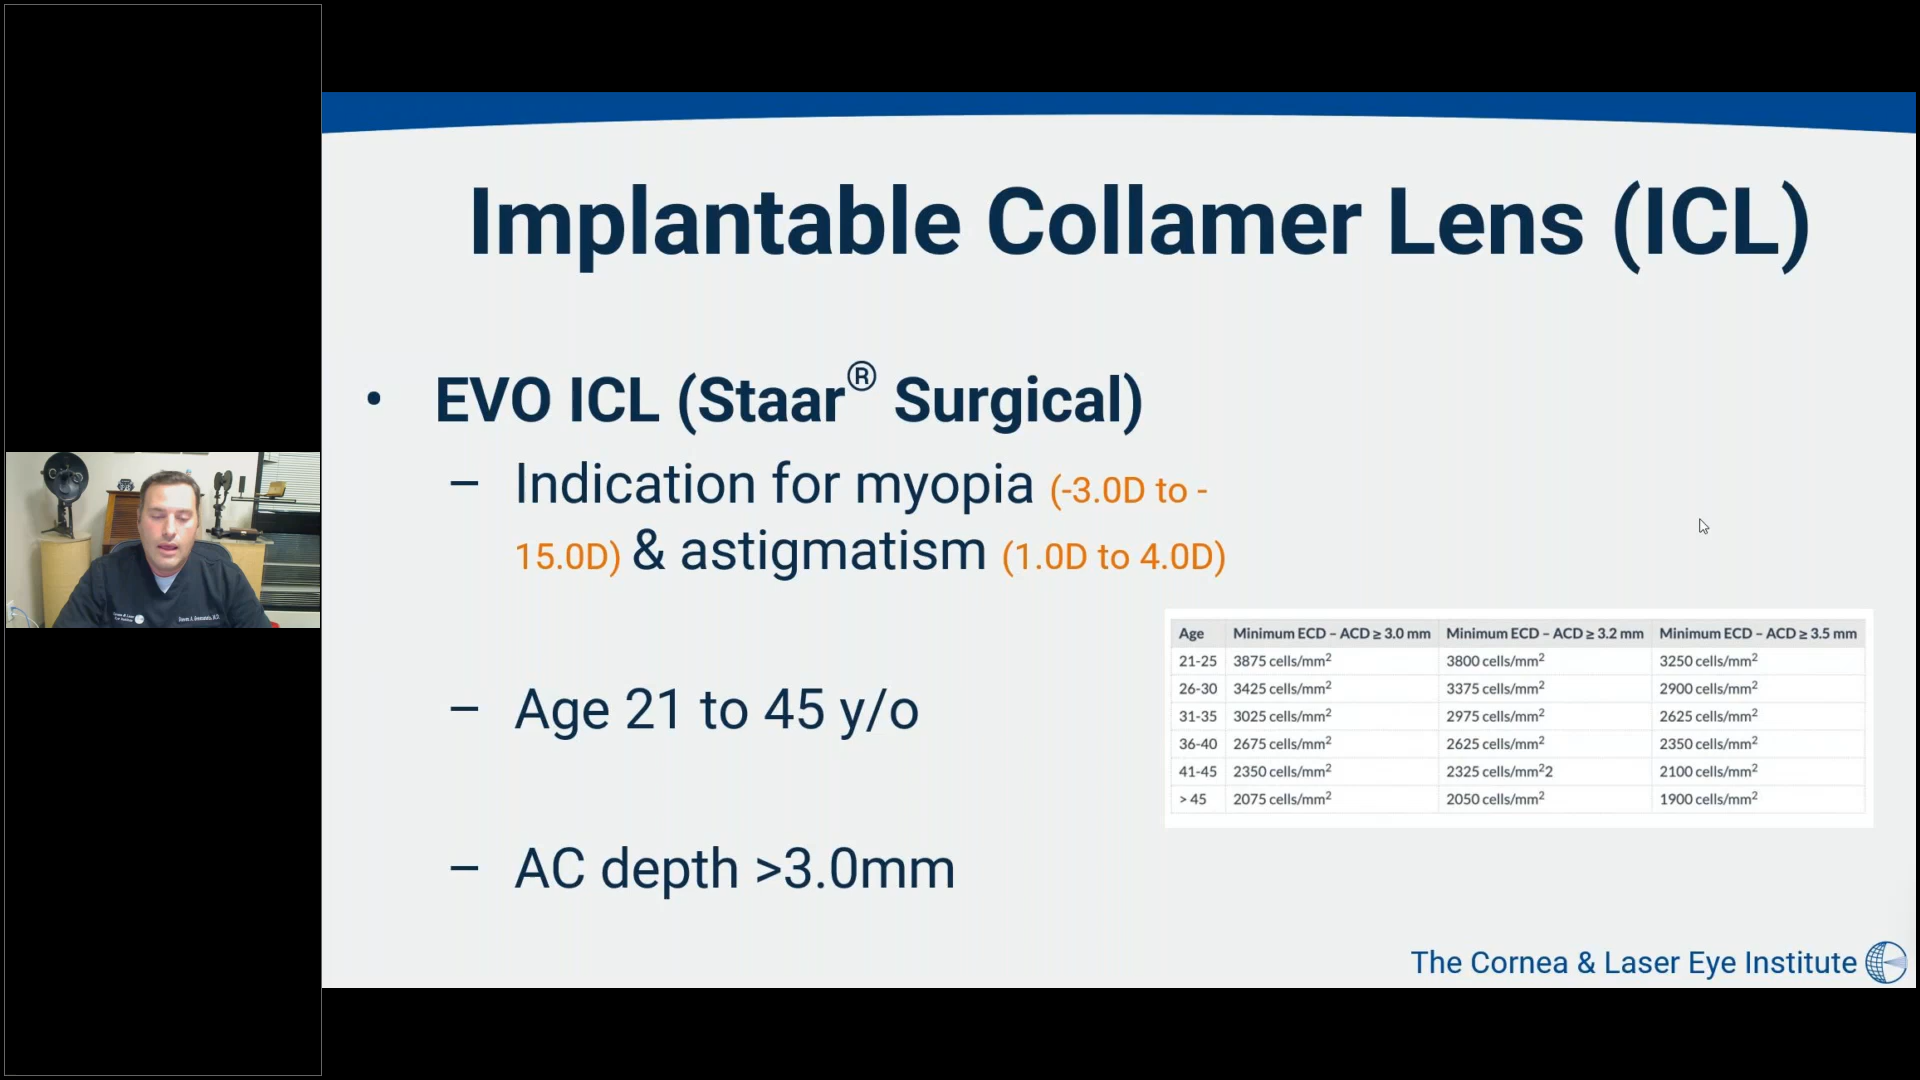 Implantable Collamer Lens (ICL)
• EVO ICL (Staar® Surgical)
– Indication for myopia (-3.0D to -
15.0D) & astigmatism (1.0D to 4.0D)
– Age 21 to 45 y/o
– AC depth >3.0mm
Age Minimum ECD – ACD ≥ 3.0 mm Minimum ECD – ACD ≥ 3.2 mm Minimum ECD – ACD ≥ 3.5 mm
21-25 3875 cells/mm² 3800 cells/mm² 3250 cells/mm²
26-30 3425 cells/mm² 3375 cells/mm² 2900 cells/mm²
31-35 3025 cells/mm² 2975 cells/mm² 2625 cells/mm²
36-40 2675 cells/mm² 2625 cells/mm² 2350 cells/mm²
41-45 2350 cells/mm² 2325 cells/mm²2 2100 cells/mm²
> 45 2075 cells/mm² 2050 cells/mm² 1900 cells/mm²
The Cornea & Laser Eye Institute